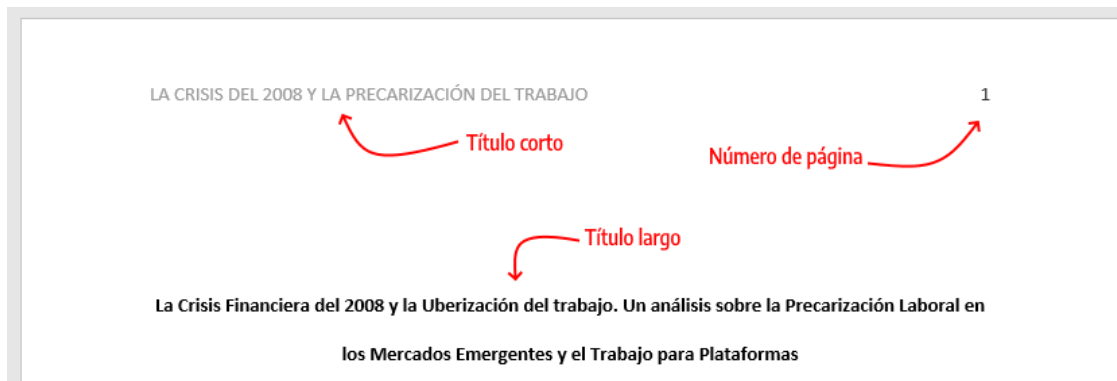 LA CRISIS DEL 2008 Y LA PRECARIZACIÓN DEL TRABAJO 1
Título corto
Número de página
Título largo
La Crisis Financiera del 2008 y la Uberización del trabajo. Un análisis sobre la Precarización Laboral en
los Mercados Emergentes y el Trabajo para Plataformas